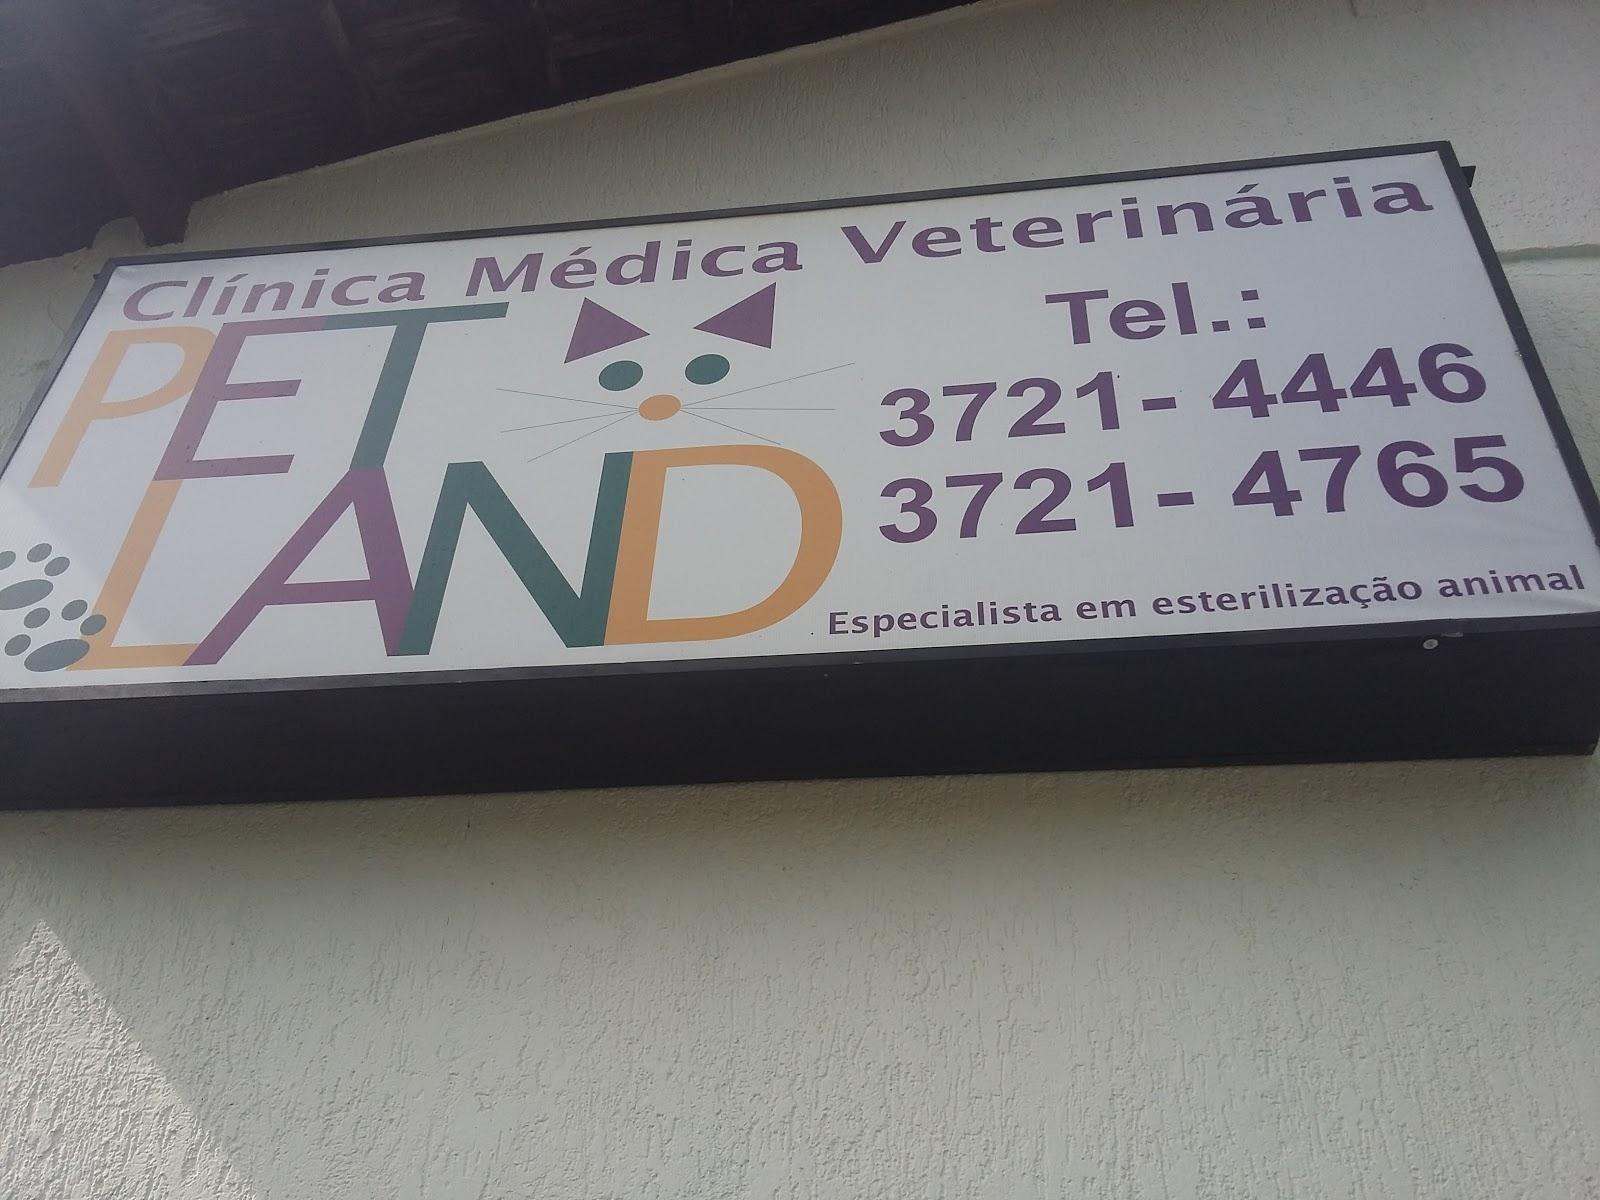 Clínica Médica Veterinária
PET
LAND
Tel.:
3721-4446
3721-4765
Especialista em esterilização animal